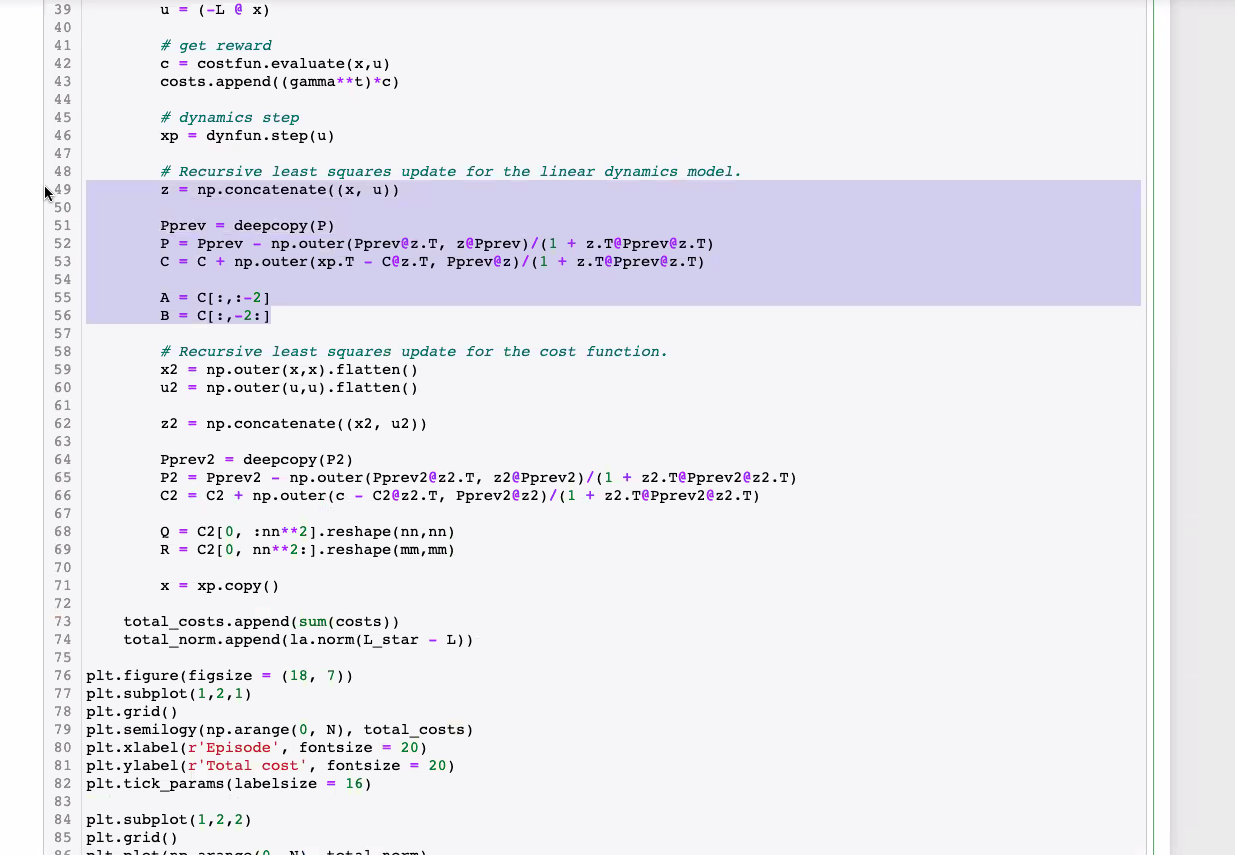 39 u = (-L @ x)
40
41 # get reward
42 c = costfun.evaluate(x,u)
43 costs.append((gamma**t)*c)
44
45 # dynamics step
46 xp = dynfun.step(u)
47
48 # Recursive least squares update for the linear dynamics model.
49 z = np.concatenate((x, u))
50
51 Pprev = deepcopy(P)
52 P = Pprev - np.outer(Pprev@z.T, z@Pprev)/(1 + z.T@Pprev@z.T)
53 C = C + np.outer(xp.T - C@z.T, Pprev@z)/(1 + z.T@Pprev@z.T)
54
55 A = C[:,:-2]
56 B = C[:,-2:]
57
58 # Recursive least squares update for the cost function.
59 x2 = np.outer(x,x).flatten()
60 u2 = np.outer(u,u).flatten()
61
62 z2 = np.concatenate((x2, u2))
63
64 Pprev2 = deepcopy(P2)
65 P2 = Pprev2 - np.outer(Pprev2@z2.T, z2@Pprev2)/(1 + z2.T@Pprev2@z2.T)
66 C2 = C2 + np.outer(c - C2@z2.T, Pprev2@z2)/(1 + z2.T@Pprev2@z2.T)
67
68 Q = C2[0, :nn**2].reshape(nn,nn)
69 R = C2[0, nn**2:].reshape(mm,mm)
70
71 x = xp.copy()
72
73 total_costs.append(sum(costs))
74 total_norm.append(la.norm(L_star - L))
75
76 plt.figure(figsize = (18, 7))
77 plt.subplot(1,2,1)
78 plt.grid()
79 plt.semilogy(np.arange(0, N), total_costs)
80 plt.xlabel(r'Episode', fontsize = 20)
81 plt.ylabel(r'Total cost', fontsize = 20)
82 plt.tick_params(labelsize = 16)
83
84 plt.subplot(1,2,2)
85 plt.grid()
86 plt.plot(np.arange(0, N), total_norm)